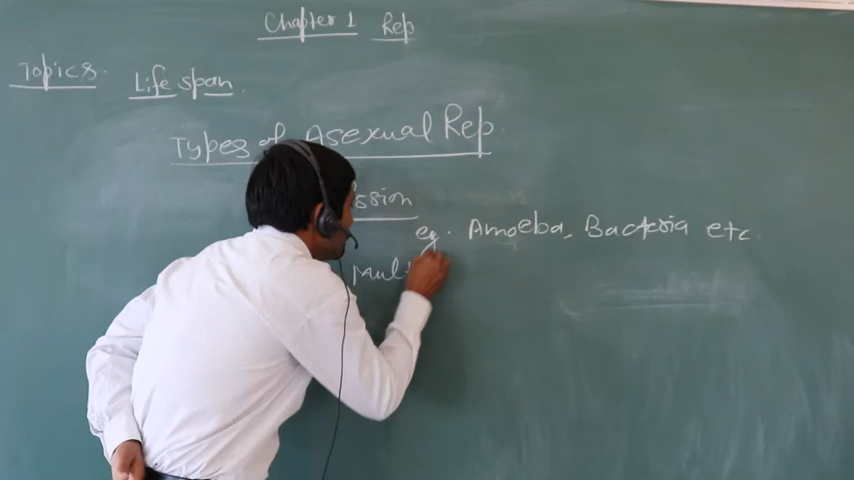 Chapter 1 Rep
Topics Life span.
Types of Asexual Rep
ssion
eg. Amoeba, Bacteria etc.
Mul